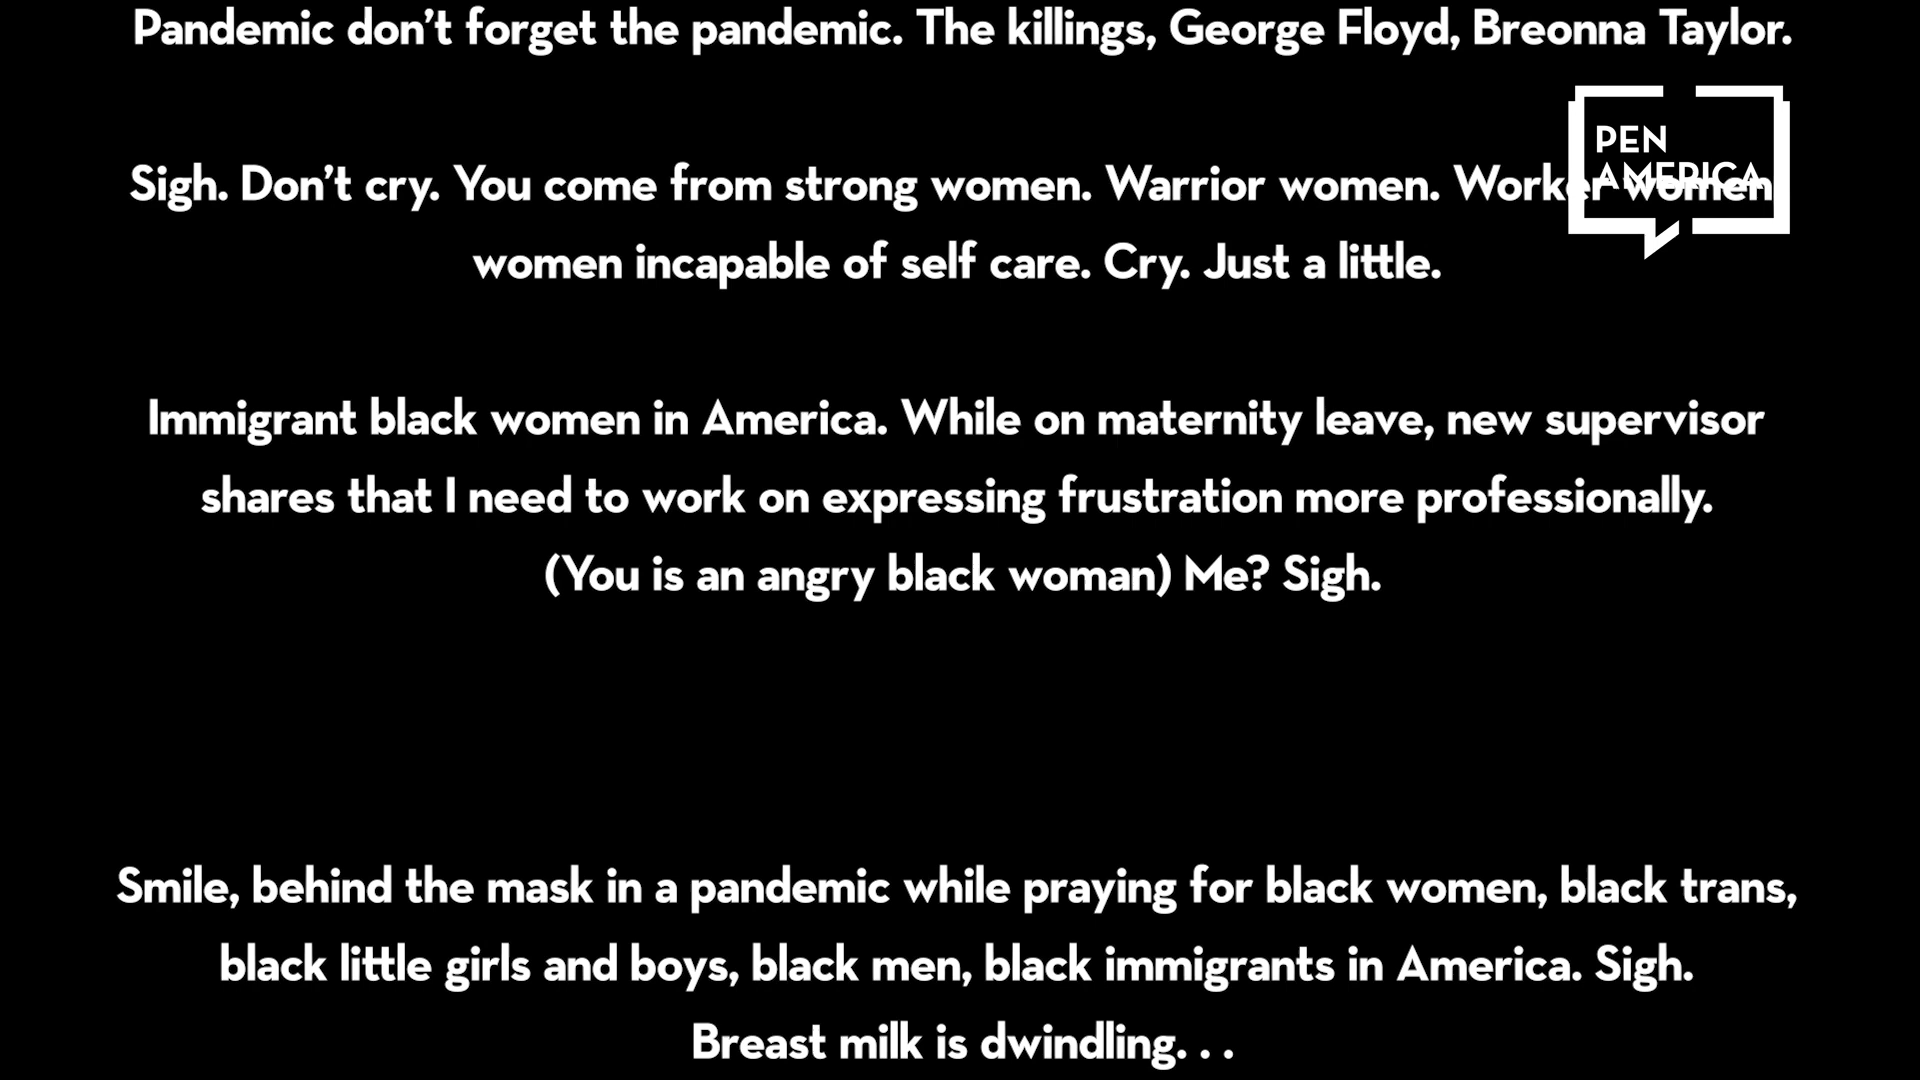 Pandemic don’t forget the pandemic. The killings, George Floyd, Breonna Taylor.
Sigh. Don’t cry. You come from strong women. Warrior women. Worker women
women incapable of self care. Cry. Just a little.
Immigrant black women in America. While on maternity leave, new supervisor
shares that I need to work on expressing frustration more professionally.
(You is an angry black woman) Me? Sigh.
Smile, behind the mask in a pandemic while praying for black women, black trans,
black little girls and boys, black men, black immigrants in America. Sigh.
Breast milk is dwindling. . .
PEN
AMERICA